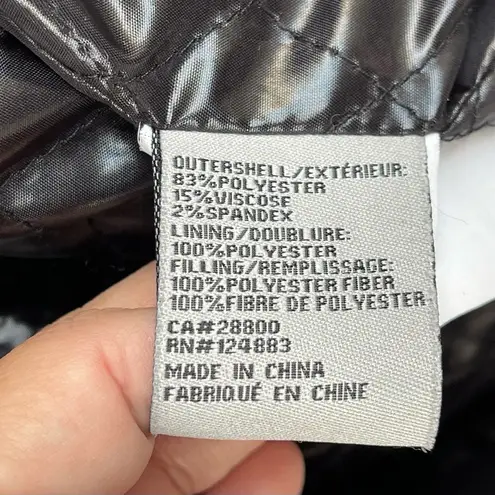 OUTERSHELL/EXTÉRIEUR:
83%POLYESTER
15%VISCOSE
2%SPANDEX
LINING/DOUBLURE:
100%POLYESTER
FILLING/REMPLISSAGE:
100%POLYESTER FIBER
100%FIBRE DE POLYESTER
CA#28800
RN#124883
MADE IN CHINA
FABRIQUÉ EN CHINE